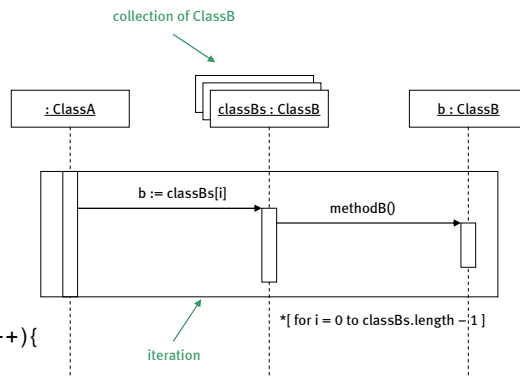 collection of ClassB
: ClassA
classBs : ClassB
b : ClassB
b := classBs[i]
methodB()
*[ for i = 0 to classBs.length – 1 ]
++){
iteration